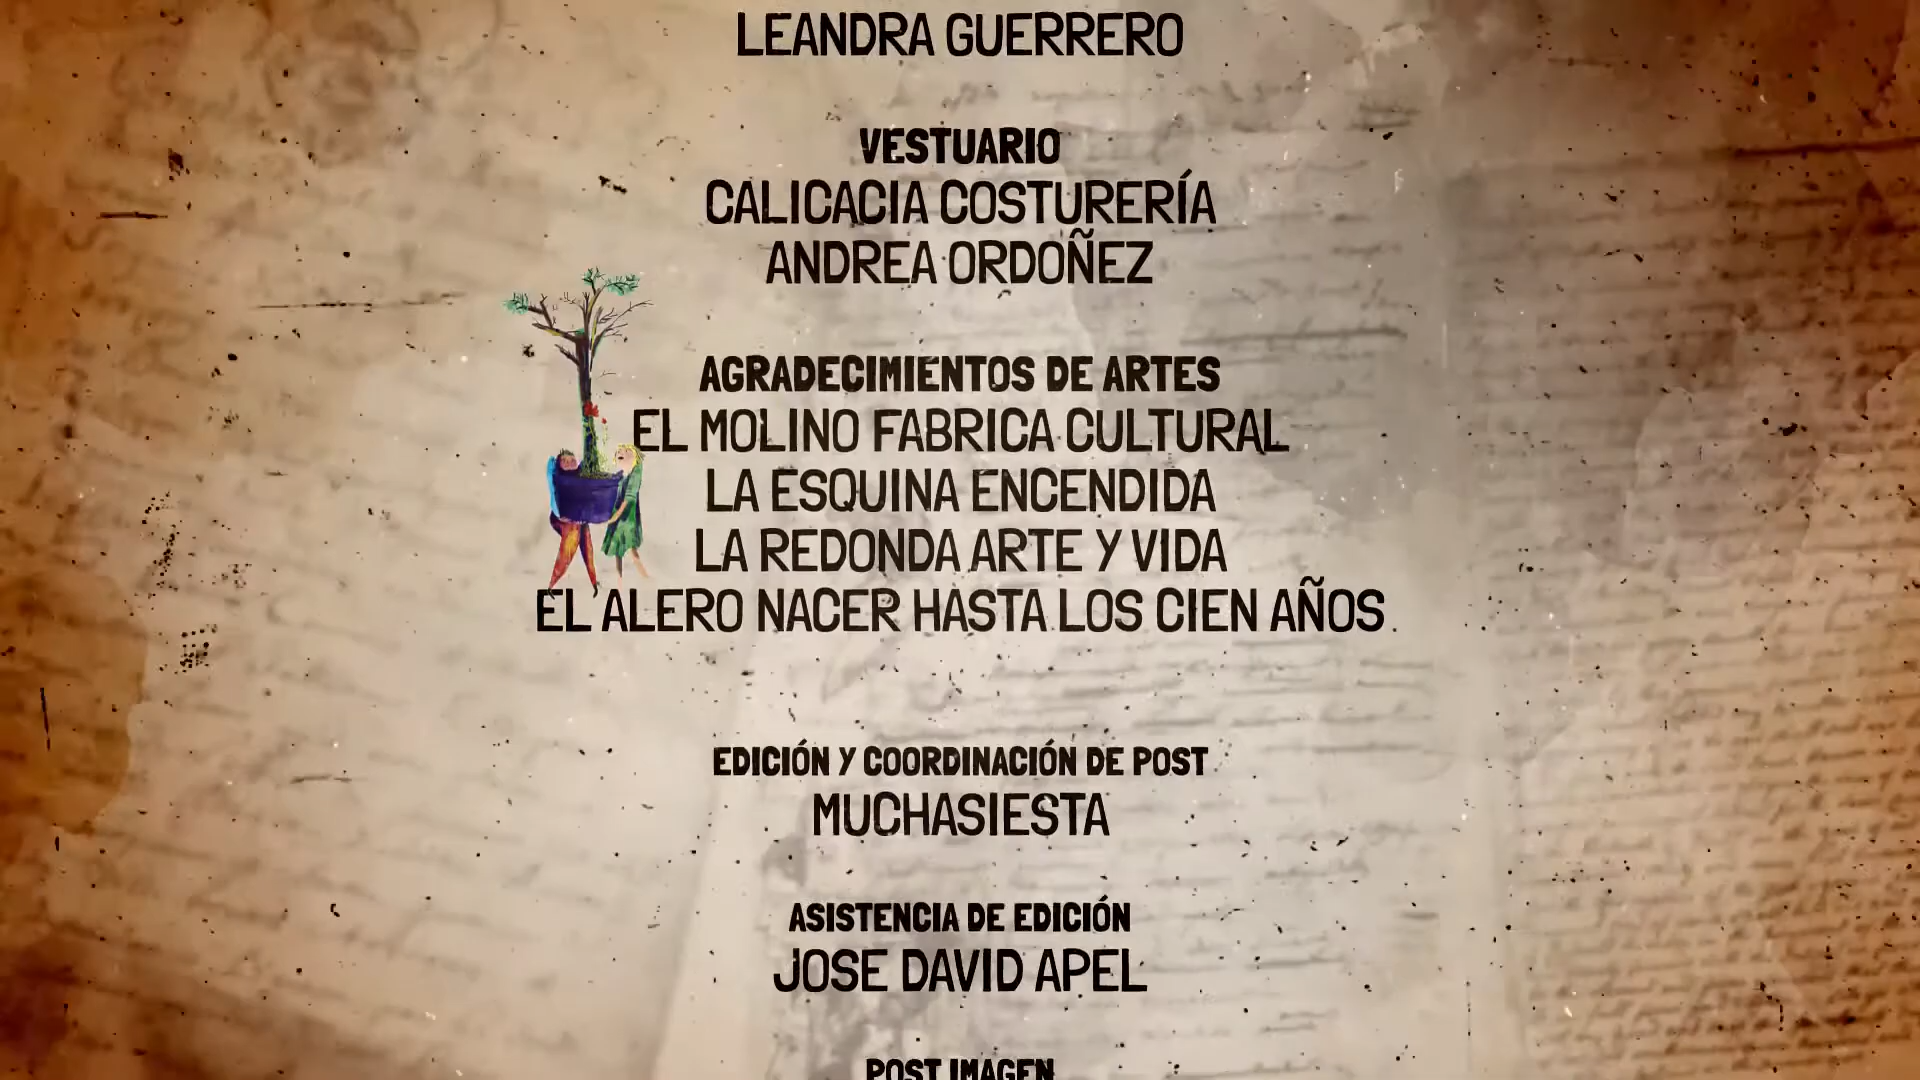 LEANDRA GUERRERO
VESTUARIO
CALICACIA COSTURERÍA
ANDREA ORDOÑEZ
AGRADECIMIENTOS DE ARTES
EL MOLINO FABRICA CULTURAL
LA ESQUINA ENCENDIDA
LA REDONDA ARTE Y VIDA
EL ALERO NACER HASTA LOS CIEN AÑOS
EDICIÓN Y COORDINACIÓN DE POST
MUCHASIESTA
ASISTENCIA DE EDICIÓN
JOSE DAVID APEL
POST IMAGEN